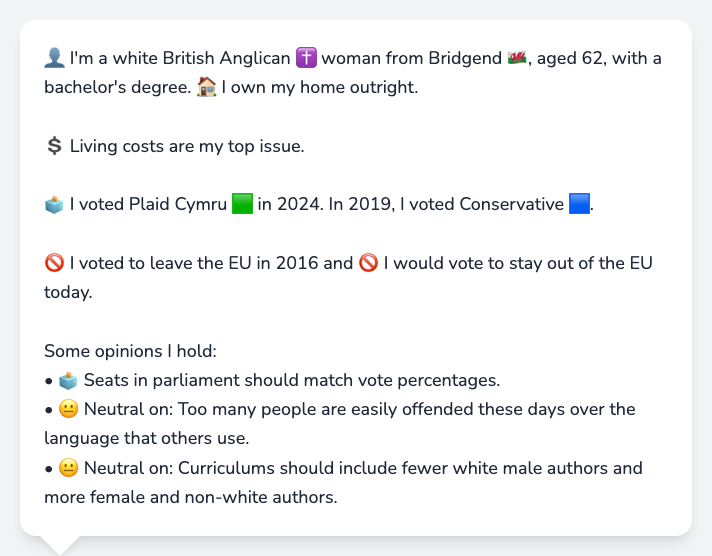 👤 I'm a white British Anglican ✝️ woman from Bridgend 🏴󠁧󠁢󠁷󠁬󠁳󠁿, aged 62, with a
bachelor's degree. 🏠 I own my home outright.
💲 Living costs are my top issue.
🗳️ I voted Plaid Cymru 🟩 in 2024. In 2019, I voted Conservative 🟦.
🚫 I voted to leave the EU in 2016 and 🚫 I would vote to stay out of the EU
today.
Some opinions I hold:
• 🗳️ Seats in parliament should match vote percentages.
• 😐 Neutral on: Too many people are easily offended these days over the
language that others use.
• 😐 Neutral on: Curriculums should include fewer white male authors and
more female and non-white authors.